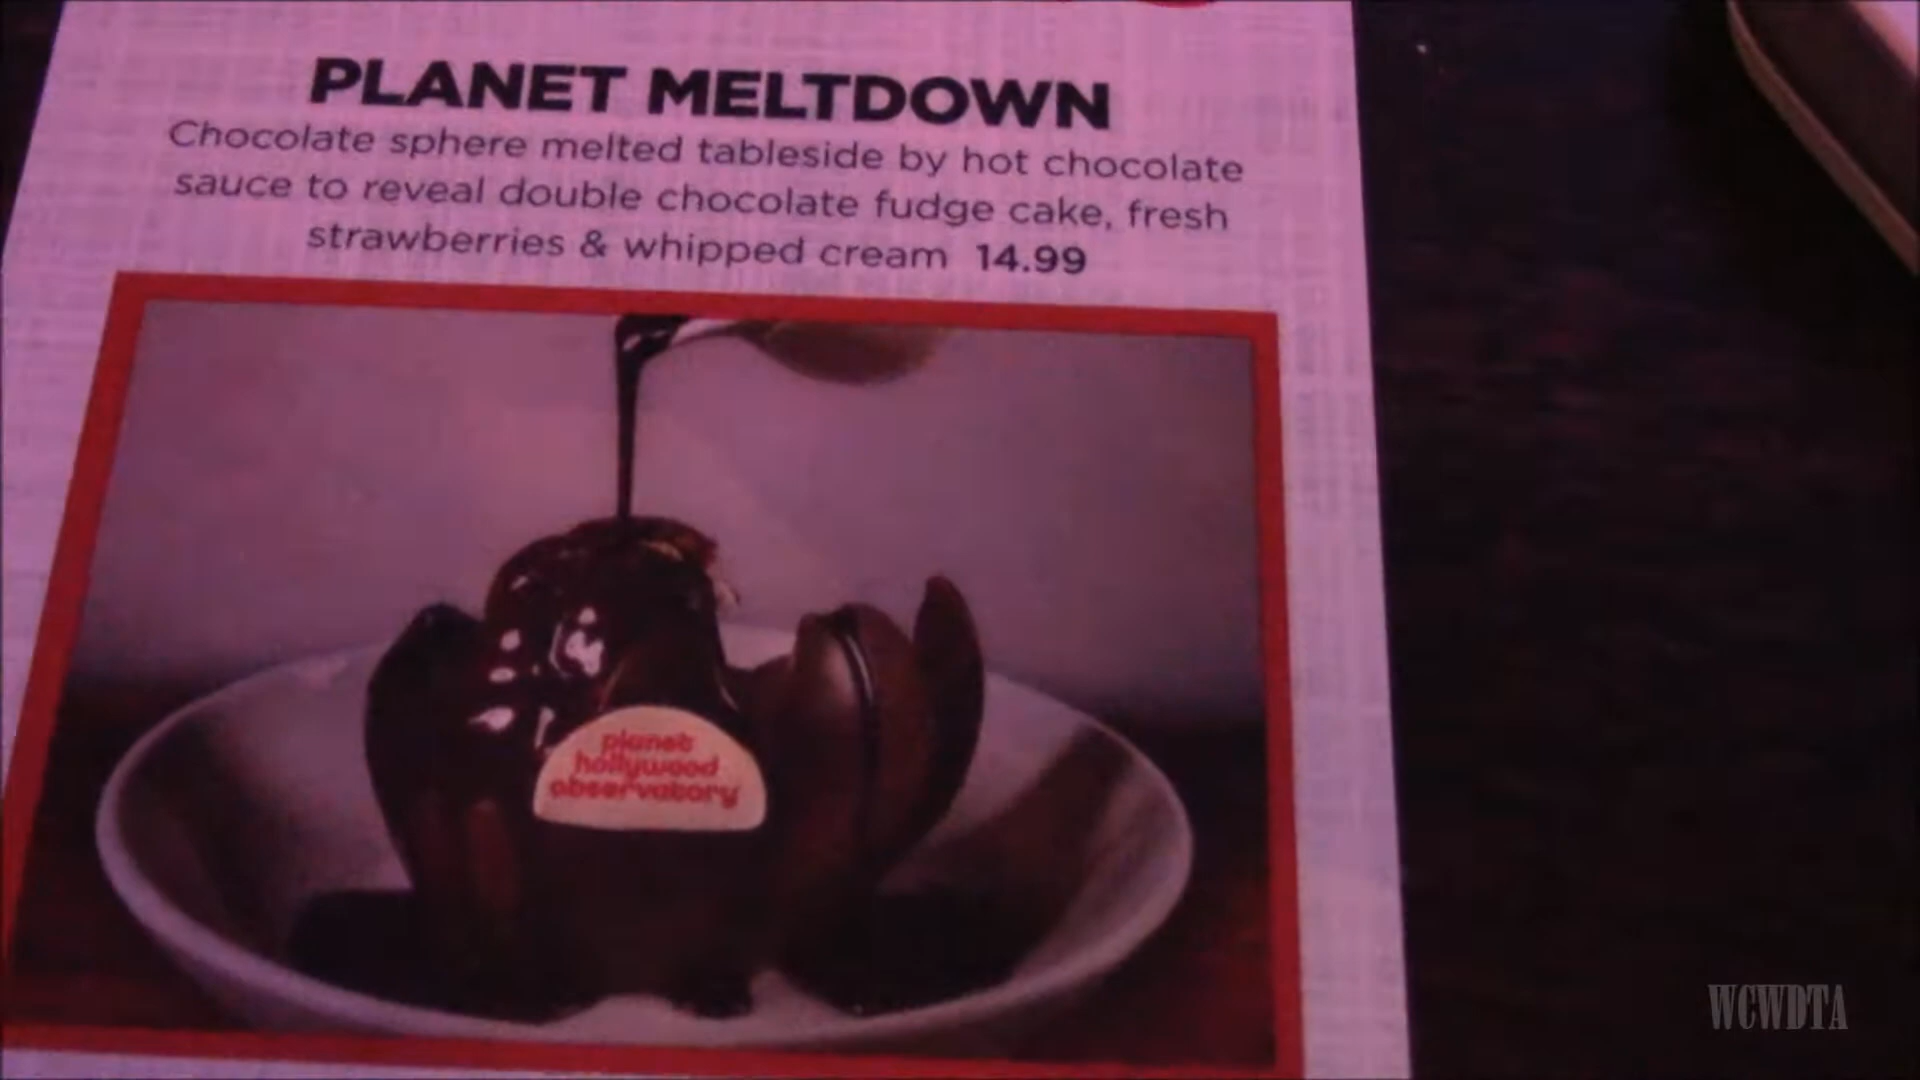 PLANET MELTDOWN
Chocolate sphere melted tableside by hot chocolate
sauce to reveal double chocolate fudge cake, fresh
strawberries & whipped cream 14.99
planet
hollywood
observatory
WCWDTA